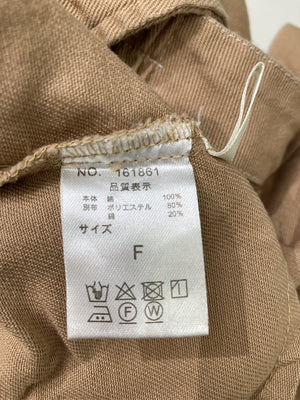 NO. 161861
品質表示
本体 綿 100%
別布 ポリエステル 80%
綿 20%
サイズ
F
F W